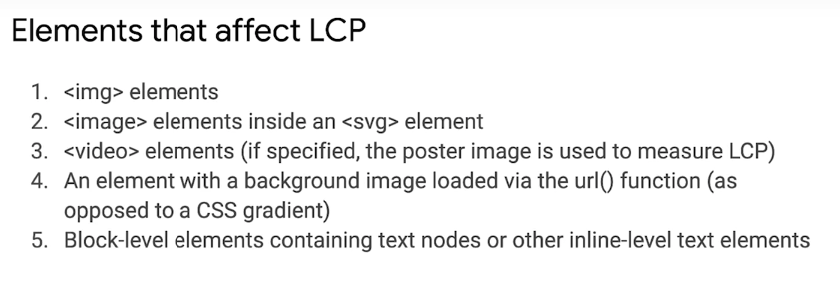 Elements that affect LCP
1. <img> elements
2. <image> elements inside an <svg> element
3. <video> elements (if specified, the poster image is used to measure LCP)
4. An element with a background image loaded via the url() function (as
opposed to a CSS gradient)
5. Block-level elements containing text nodes or other inline-level text elements